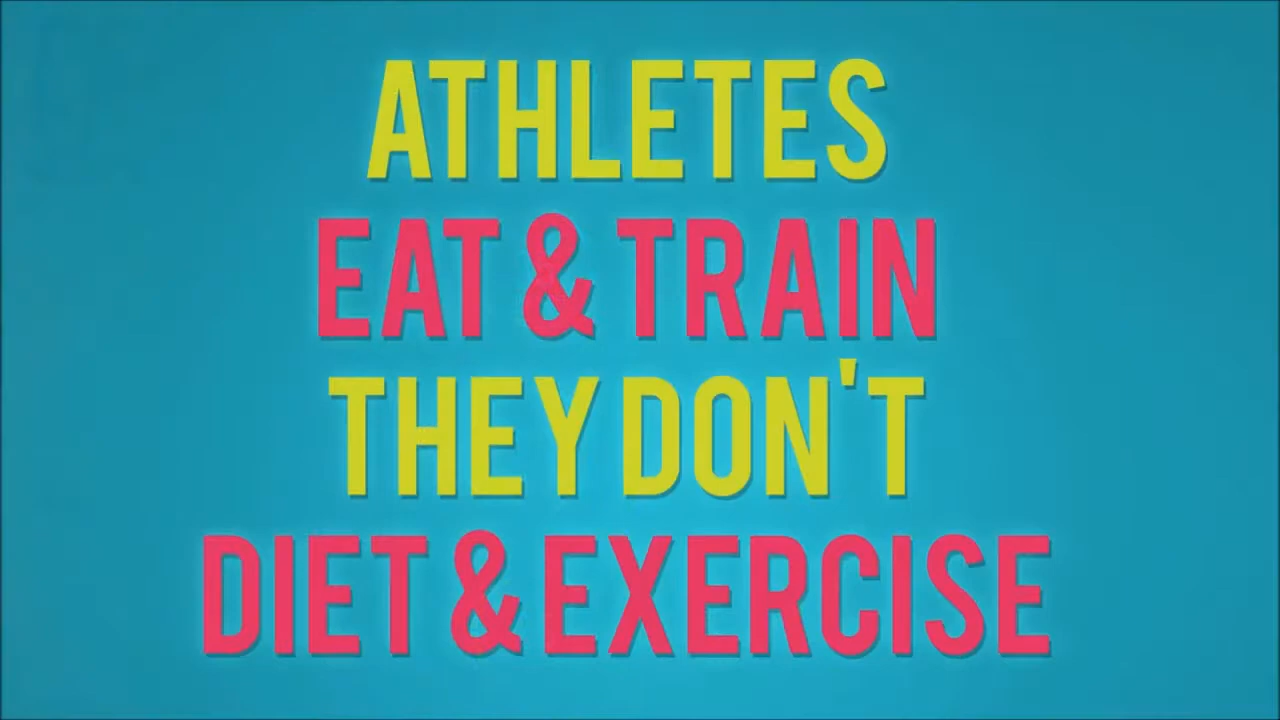 ATHLETES
EAT & TRAIN
THEY DON'T
DIET & EXERCISE